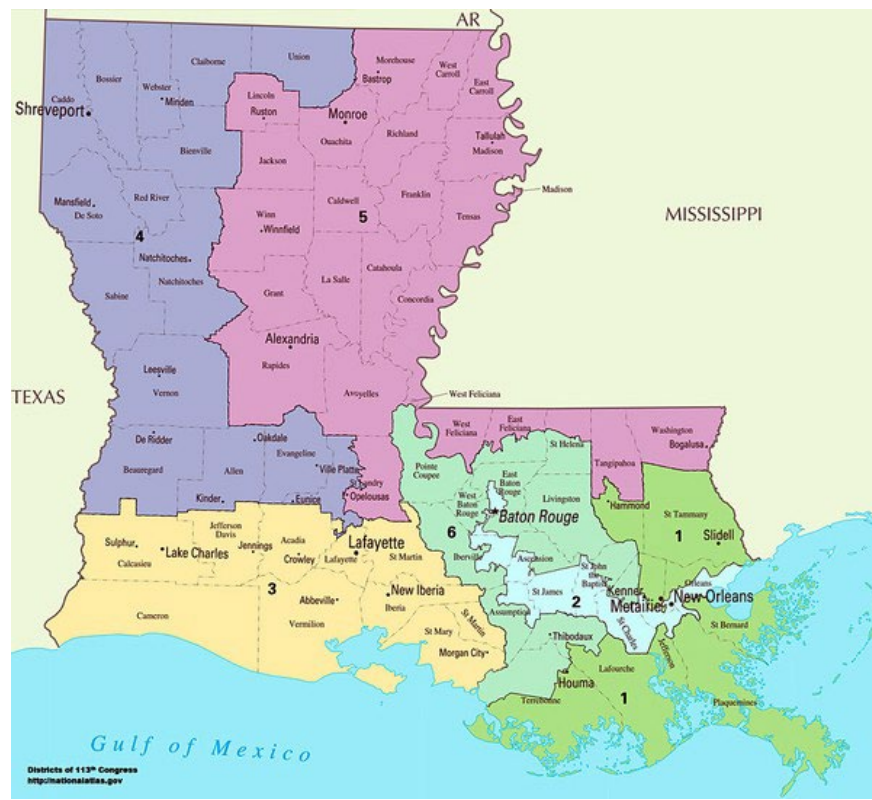 AR
Union
Claiborne
Morehouse
Bossier
West
Carroll
Webster
Bastrop
East
Carroll
Caddo
Minden
Lincoln
Shreveport
Ruston
Monroe
Ouachita
Richland
Tallulah
Madison
Bienville
Jackson
Madison
Red River
Mansfield
De Soto
Caldwell
Franklin
Winn
5
Tensas
MISSISSIPPI
4
Winnfield
Natchitoches
Natchitoches
La Salle
Catahoula
Sabine
Grant
Concordia
Alexandria
Rapides
Leesville
Vernon
Avoyelles
West Feliciana
TEXAS
West
Feliciana
East
Feliciana
Washington
Bogalusa
De Ridder
Oakdale
St Helena
Evangeline
Beauregard
Allen
Ville Platte
Pointe
Coupee
East
Baton
Rouge
Tangipahoa
St Landry
Opelousas
Kinder
Eunice
West
Baton
Rouge
Livingston
Hammond
St Tammany
Baton Rouge
Jefferson
Davis
Acadia
6
1
Slidell
Sulphur
Lake Charles
Calcasieu
Jennings
Crowley
Lafayette
Lafayette
St Martin
Iberville
Ascension
St John
the
Baptist
Orleans
3
New Iberia
Iberia
Abbeville
St James
2
Kenner
Metairie
New Orleans
Cameron
Vermilion
Assumption
St Charles
St Bernard
St Mary
St Martin
Thibodaux
Jefferson
Morgan City
Lafourche
Houma
Terrebonne
1
Plaquemines
Gulf of Mexico
Districts of 113th Congress
http://nationalatlas.gov